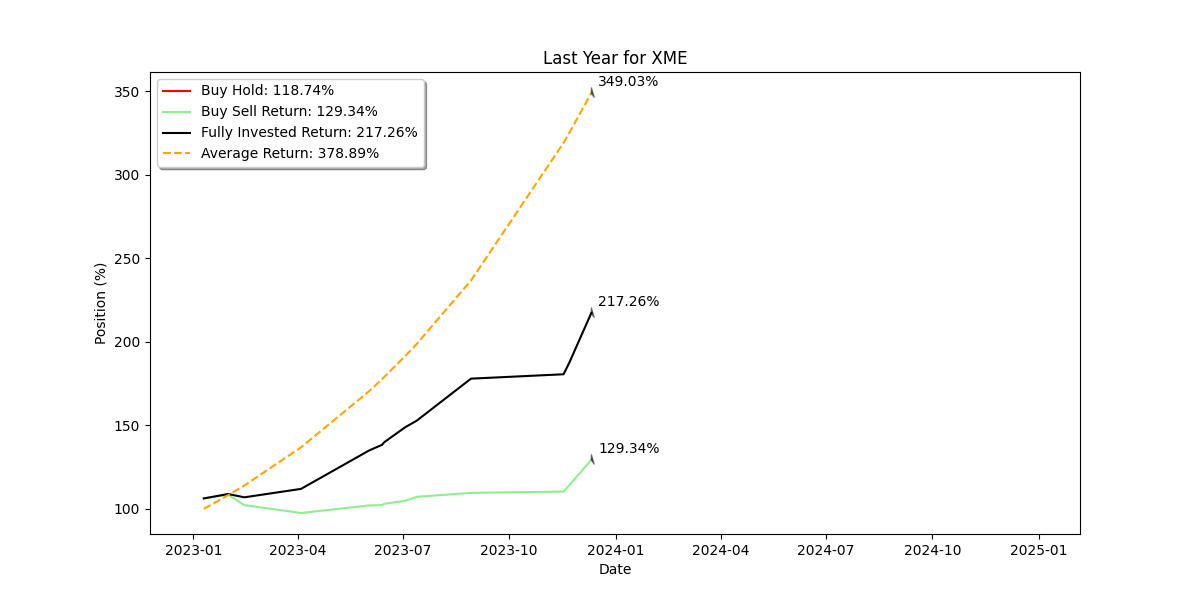 Last Year for XME
Buy Hold: 118.74%
Buy Sell Return: 129.34%
Fully Invested Return: 217.26%
Average Return: 378.89%
349.03%
217.26%
129.34%
350
300
250
200
150
100
Position (%)
2023-01 2023-04 2023-07 2023-10 2024-01 2024-04 2024-07 2024-10 2025-01
Date